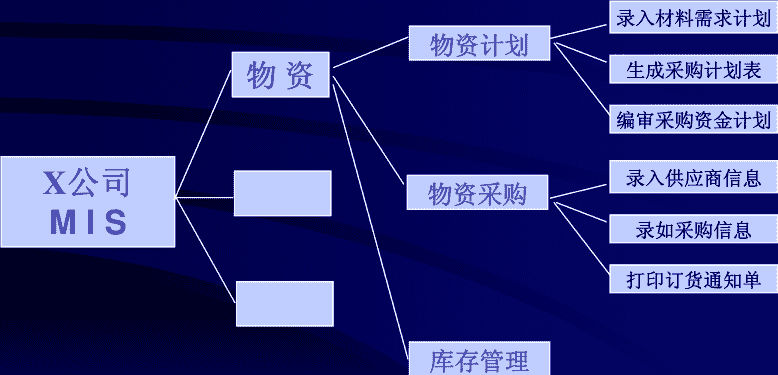 录入材料需求计划
物资计划
物 资
生成采购计划表
编审采购资金计划
X公司
MIS
录入供应商信息
物资采购
录如采购信息
打印订货通知单
库存管理